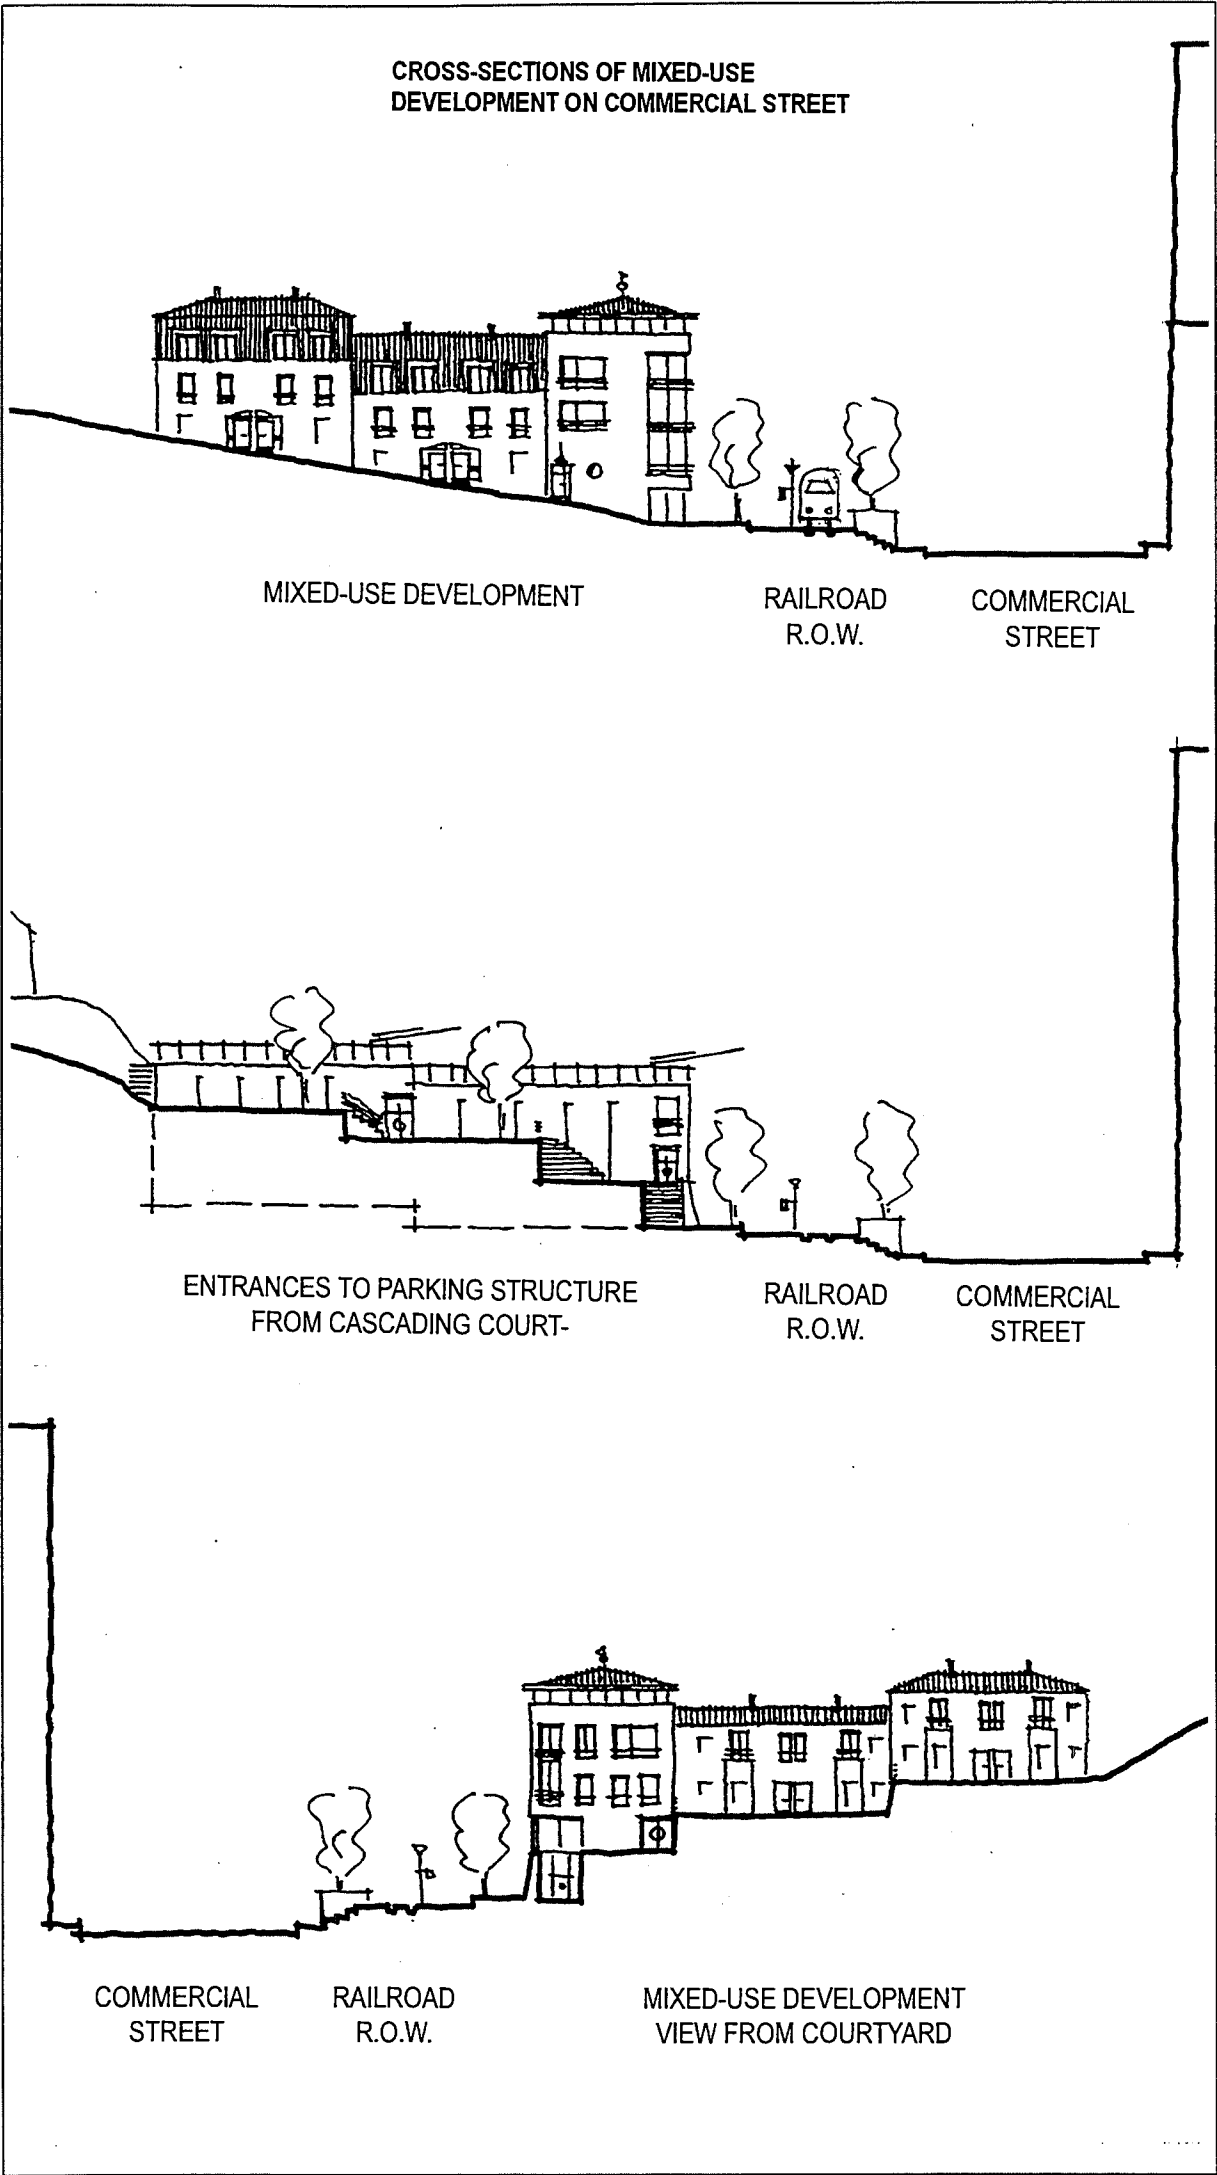 CROSS-SECTIONS OF MIXED-USE
DEVELOPMENT ON COMMERCIAL STREET
MIXED-USE DEVELOPMENT
RAILROAD
R.O.W.
COMMERCIAL
STREET
ENTRANCES TO PARKING STRUCTURE
FROM CASCADING COURT-
RAILROAD
R.O.W.
COMMERCIAL
STREET
COMMERCIAL
STREET
RAILROAD
R.O.W.
MIXED-USE DEVELOPMENT
VIEW FROM COURTYARD